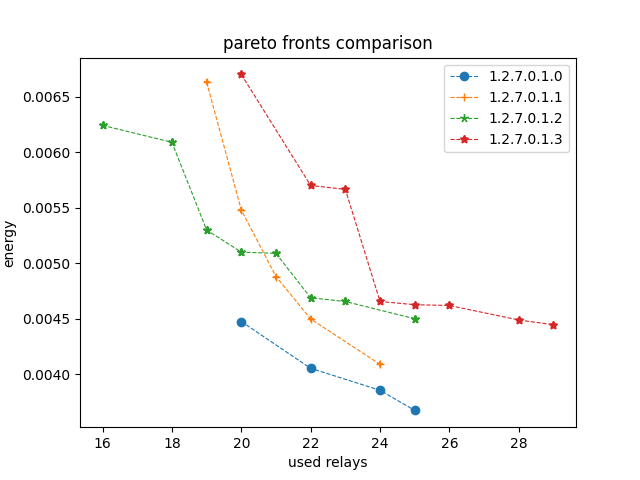 pareto fronts comparison
1.2.7.0.1.0
1.2.7.0.1.1
1.2.7.0.1.2
1.2.7.0.1.3
energy
0.0065
0.0060
0.0055
0.0050
0.0045
0.0040
16 18 20 22 24 26 28
used relays